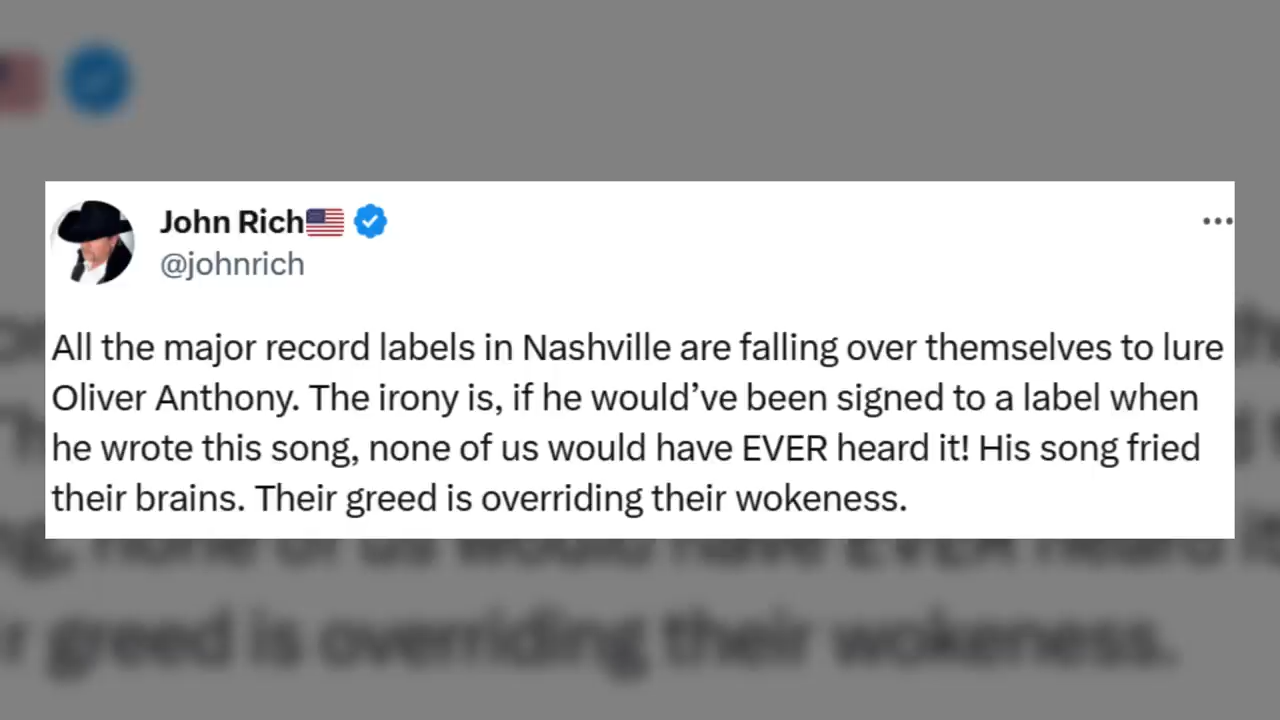 John Rich🇺🇸
@johnrich
All the major record labels in Nashville are falling over themselves to lure
Oliver Anthony. The irony is, if he would’ve been signed to a label when
he wrote this song, none of us would have EVER heard it! His song fried
their brains. Their greed is overriding their wokeness.